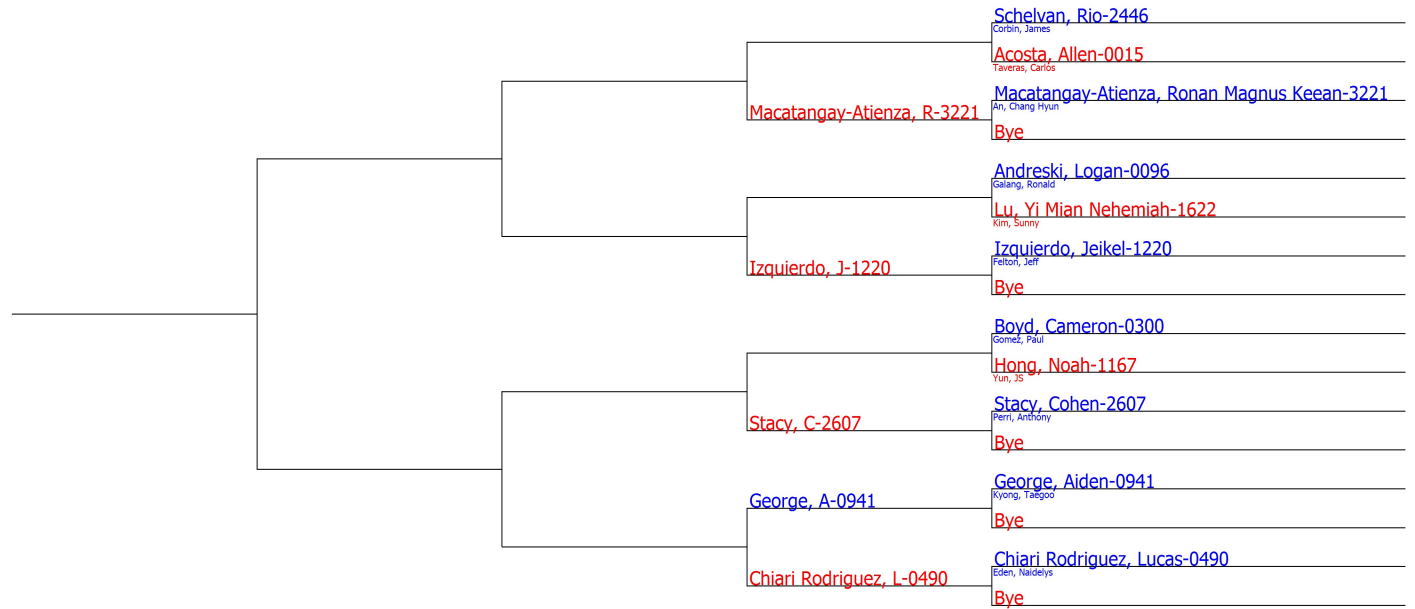 Schelvan, Rio-2446
Corbin, James
Acosta, Allen-0015
Taveras, Carlos
Macatangay-Atienza, Ronan Magnus Keean-3221
An, Chang Hyun
Macatangay-Atienza, R-3221
Bye
Andreski, Logan-0096
Galang, Ronald
Lu, Yi Mian Nehemiah-1622
Kim, Sunny
Izquierdo, Jeikel-1220
Felton, Jeff
Izquierdo, J-1220
Bye
Boyd, Cameron-0300
Gomez, Paul
Hong, Noah-1167
Yun, JS
Stacy, Cohen-2607
Perri, Anthony
Stacy, C-2607
Bye
George, Aiden-0941
Kyong, Taegoo
George, A-0941
Bye
Chiari Rodriguez, Lucas-0490
Eden, Naidelys
Chiari Rodriguez, L-0490
Bye